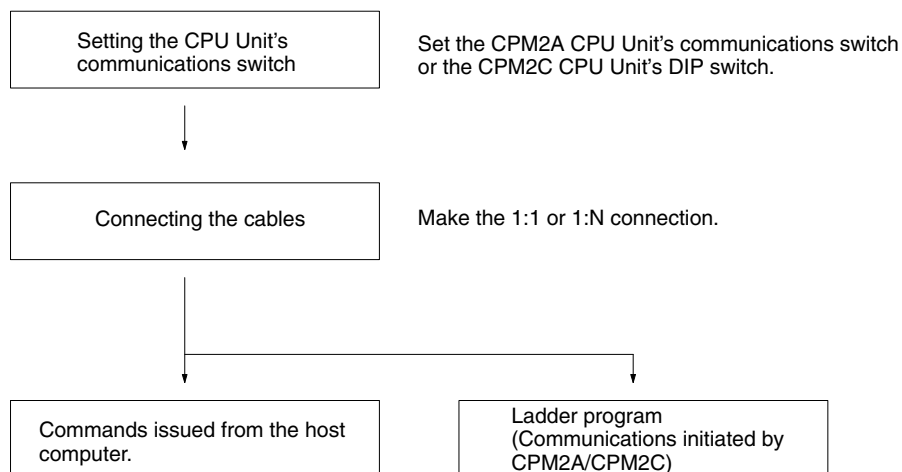 Setting the CPU Unit's
communications switch
Set the CPM2A CPU Unit's communications switch
or the CPM2C CPU Unit's DIP switch.
Connecting the cables
Make the 1:1 or 1:N connection.
Commands issued from the host
computer.
Ladder program
(Communications initiated by
CPM2A/CPM2C)